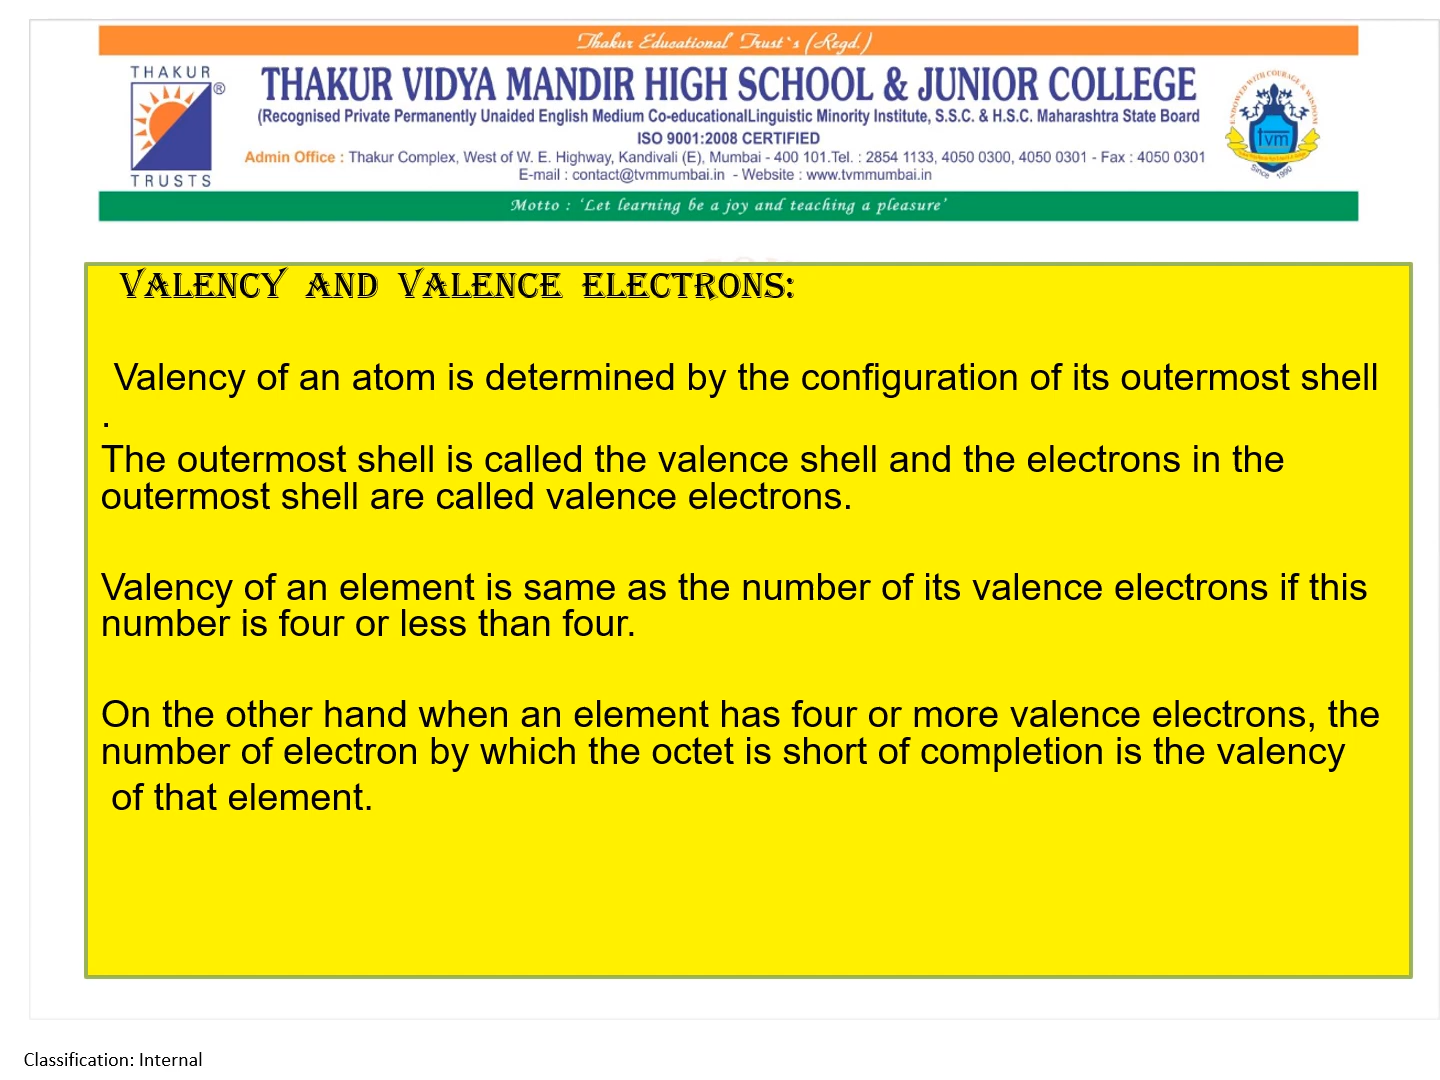 Thakur Educational Trust`s (Regd.)
THAKUR
®
TRUSTS
THAKUR VIDYA MANDIR HIGH SCHOOL & JUNIOR COLLEGE
(Recognised Private Permanently Unaided English Medium Co-educationalLinguistic Minority Institute, S.S.C. & H.S.C. Maharashtra State Board
ISO 9001:2008 CERTIFIED
Admin Office : Thakur Complex, West of W. E. Highway, Kandivali (E), Mumbai - 400 101.Tel. : 2854 1133, 4050 0300, 4050 0301 - Fax : 4050 0301
E-mail : contact@tvmmumbai.in - Website : www.tvmmumbai.in
ENDOWED WITH COURAGE & WISDOM
tvm
Since 1990
Motto : ‘Let learning be a joy and teaching a pleasure’
VALENCY AND VALENCE ELECTRONS:
Valency of an atom is determined by the configuration of its outermost shell
.
The outermost shell is called the valence shell and the electrons in the
outermost shell are called valence electrons.
Valency of an element is same as the number of its valence electrons if this
number is four or less than four.
On the other hand when an element has four or more valence electrons, the
number of electron by which the octet is short of completion is the valency
of that element.
Classification: Internal